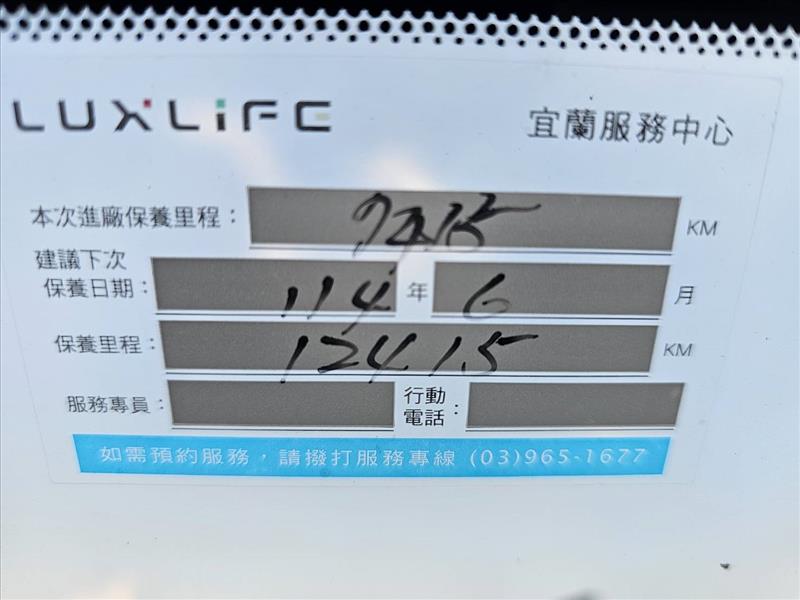 LUXLIFE
宜蘭服務中心
本次進廠保養里程： 7415 KM
建議下次
保養日期： 114 年 6 月
保養里程： 12415 KM
服務專員： 行動電話：
如需預約服務，請撥打服務專線 (03)965-1677